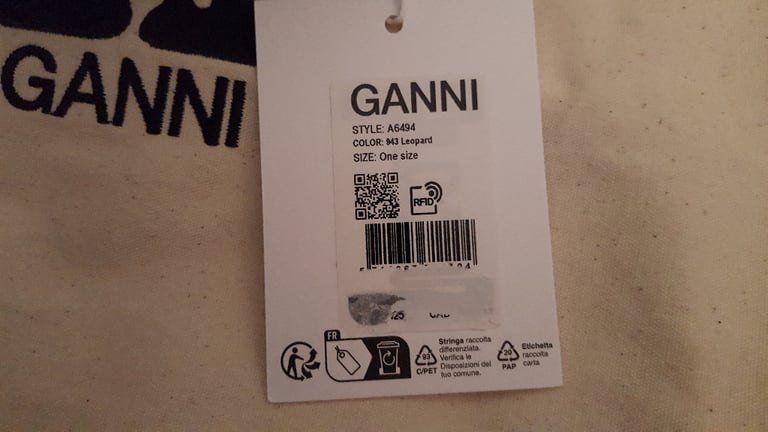 GANNI
GANNI
STYLE: A6494
COLOR: 943 Leopard
SIZE: One size
RFID
FR
93
C/PET
Stringa raccolta
differenziata.
Verifica le
Disposizioni del
tuo comune.
20
PAP
Etichetta
raccolta
carta